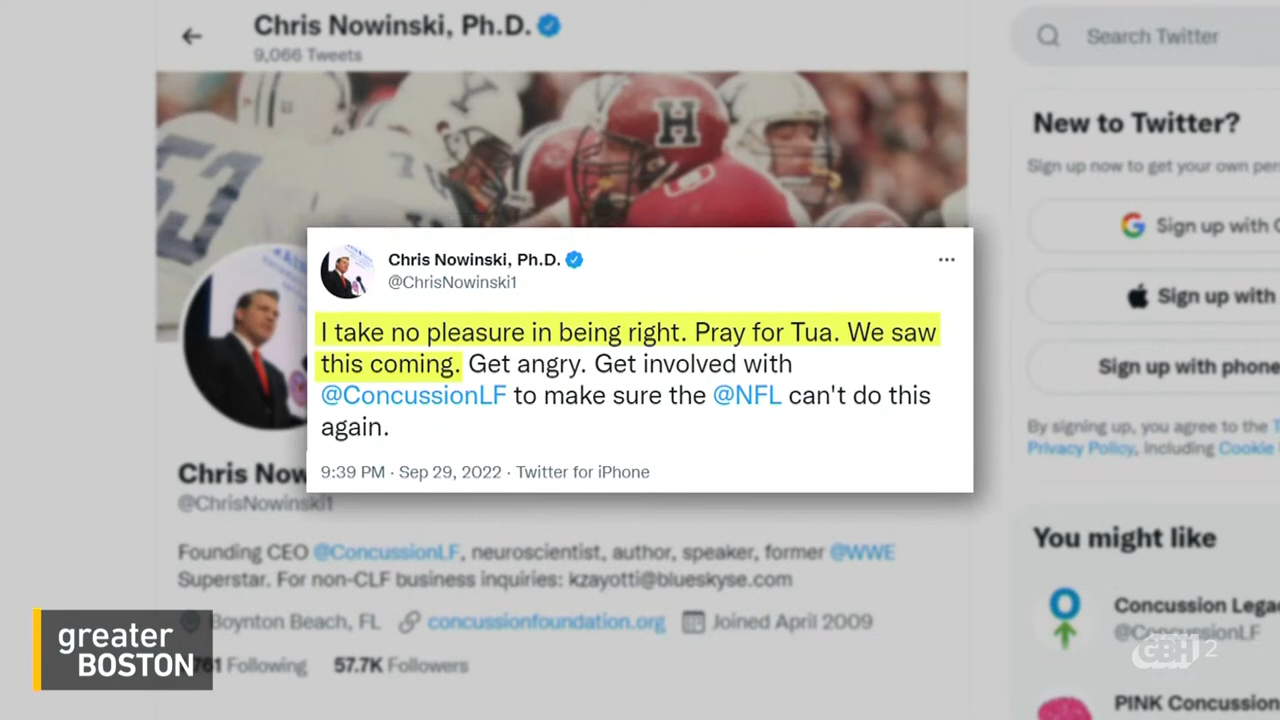 Chris Nowinski, Ph.D.
9,066 Tweets
Search Twitter
New to Twitter?
Sign up now to get your own per
Sign up with G
Sign up with
Sign up with phone
By signing up, you agree to the T
Privacy Policy, including Cookie
Y
H
53
Chris Nowinski, Ph.D.
@ChrisNowinski1
I take no pleasure in being right. Pray for Tua. We saw
this coming. Get angry. Get involved with
@ConcussionLF to make sure the @NFL can't do this
again.
9:39 PM · Sep 29, 2022 · Twitter for iPhone
Chris Now
@ChrisNowinski1
Founding CEO @ConcussionLF, neuroscientist, author, speaker, former @WWE
Superstar. For non-CLF business inquiries: kzayotti@blueskyse.com
Boynton Beach, FL concussionfoundation.org Joined April 2009
761 Following 57.7K Followers
You might like
Concussion Lega
@ConcussionLF
PINK Concussion
greater
BOSTON
GBH 2